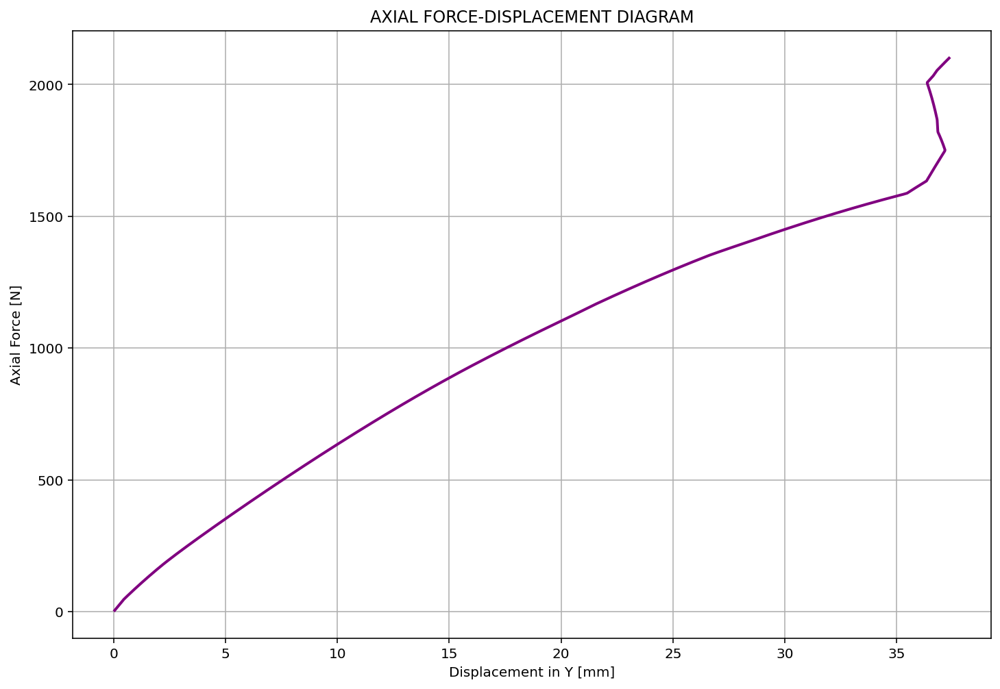 AXIAL FORCE-DISPLACEMENT DIAGRAM
Axial Force [N]
2000
1500
1000
500
0
0 5 10 15 20 25 30 35
Displacement in Y [mm]